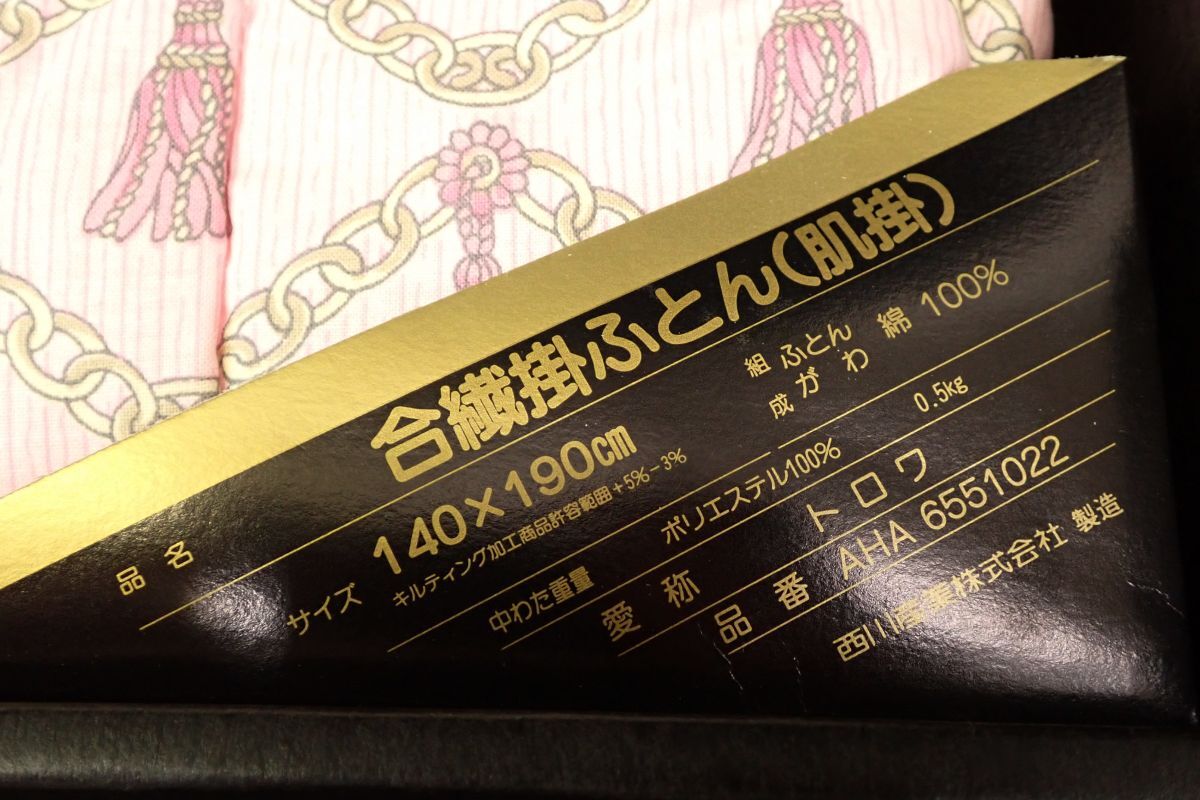 品名 合繊掛ふとん(肌掛)
サイズ 140×190cm
キルティング加工商品許容範囲+5%-3%
組成 ふとんがわ 綿 100%
中わた重量 ポリエステル100% 0.5kg
愛称 トロワ
品番 AHA 6551022
西川産業株式会社 製造